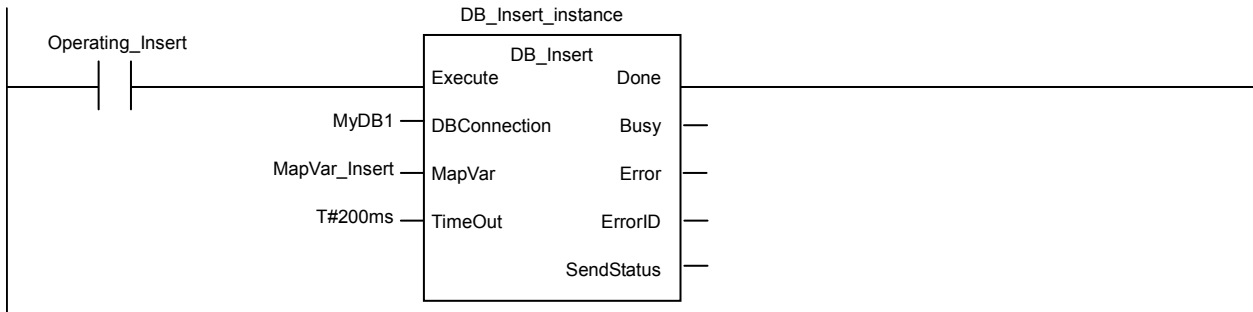 DB_Insert_instance
Operating_Insert
DB_Insert
Execute Done
MyDB1 DBConnection Busy
MapVar_Insert MapVar Error
T#200ms TimeOut ErrorID
SendStatus